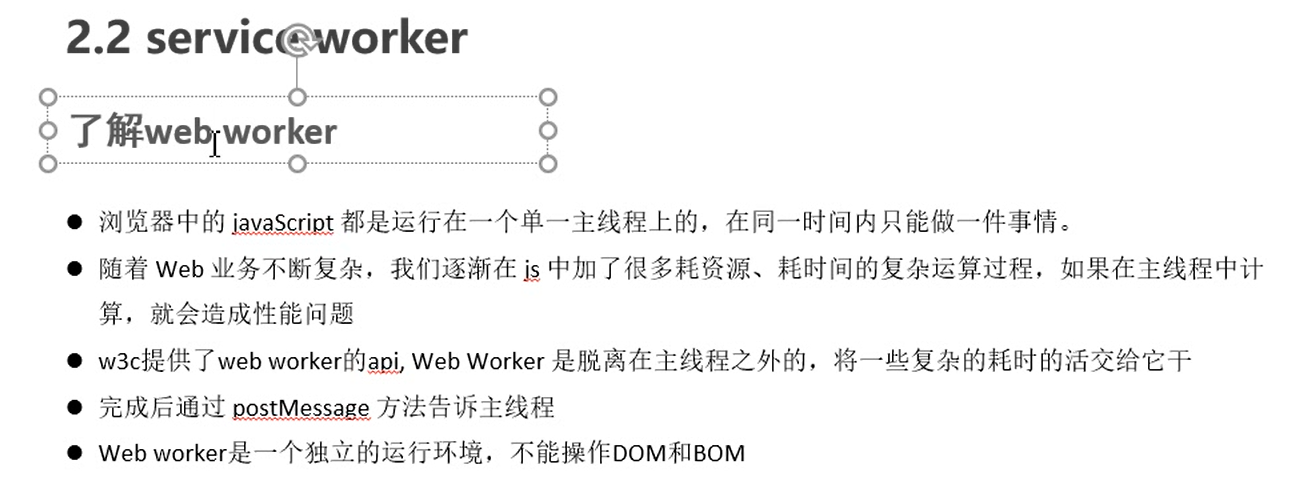 2.2 service worker
了解web worker
● 浏览器中的 javaScript 都是运行在一个单一主线程上的，在同一时间内只能做一件事情。
● 随着 Web 业务不断复杂，我们逐渐在 js 中加了很多耗资源、耗时间的复杂运算过程，如果在主线程中计
算，就会造成性能问题
● w3c提供了web worker的api, Web Worker 是脱离在主线程之外的，将一些复杂的耗时的活交给它干
● 完成后通过 postMessage 方法告诉主线程
● Web worker是一个独立的运行环境，不能操作DOM和BOM